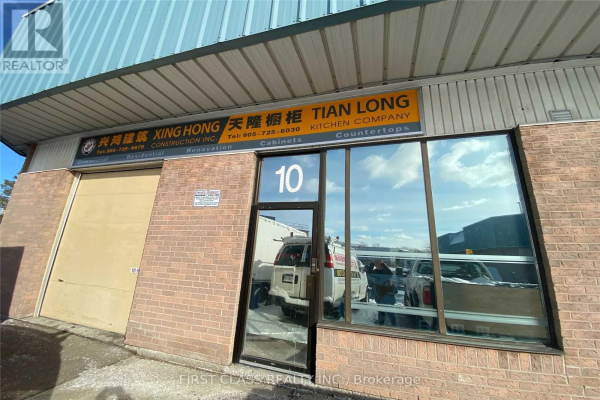 REALTOR®
兴鸿建筑 XING HONG
CONSTRUCTION INC.
天隆橱柜 TIAN LONG
Tel: 905-725-6030
KITCHEN COMPANY
Residential Renovation Cabinets Countertops
10
FIRST CLASS REALTY INC., Brokerage